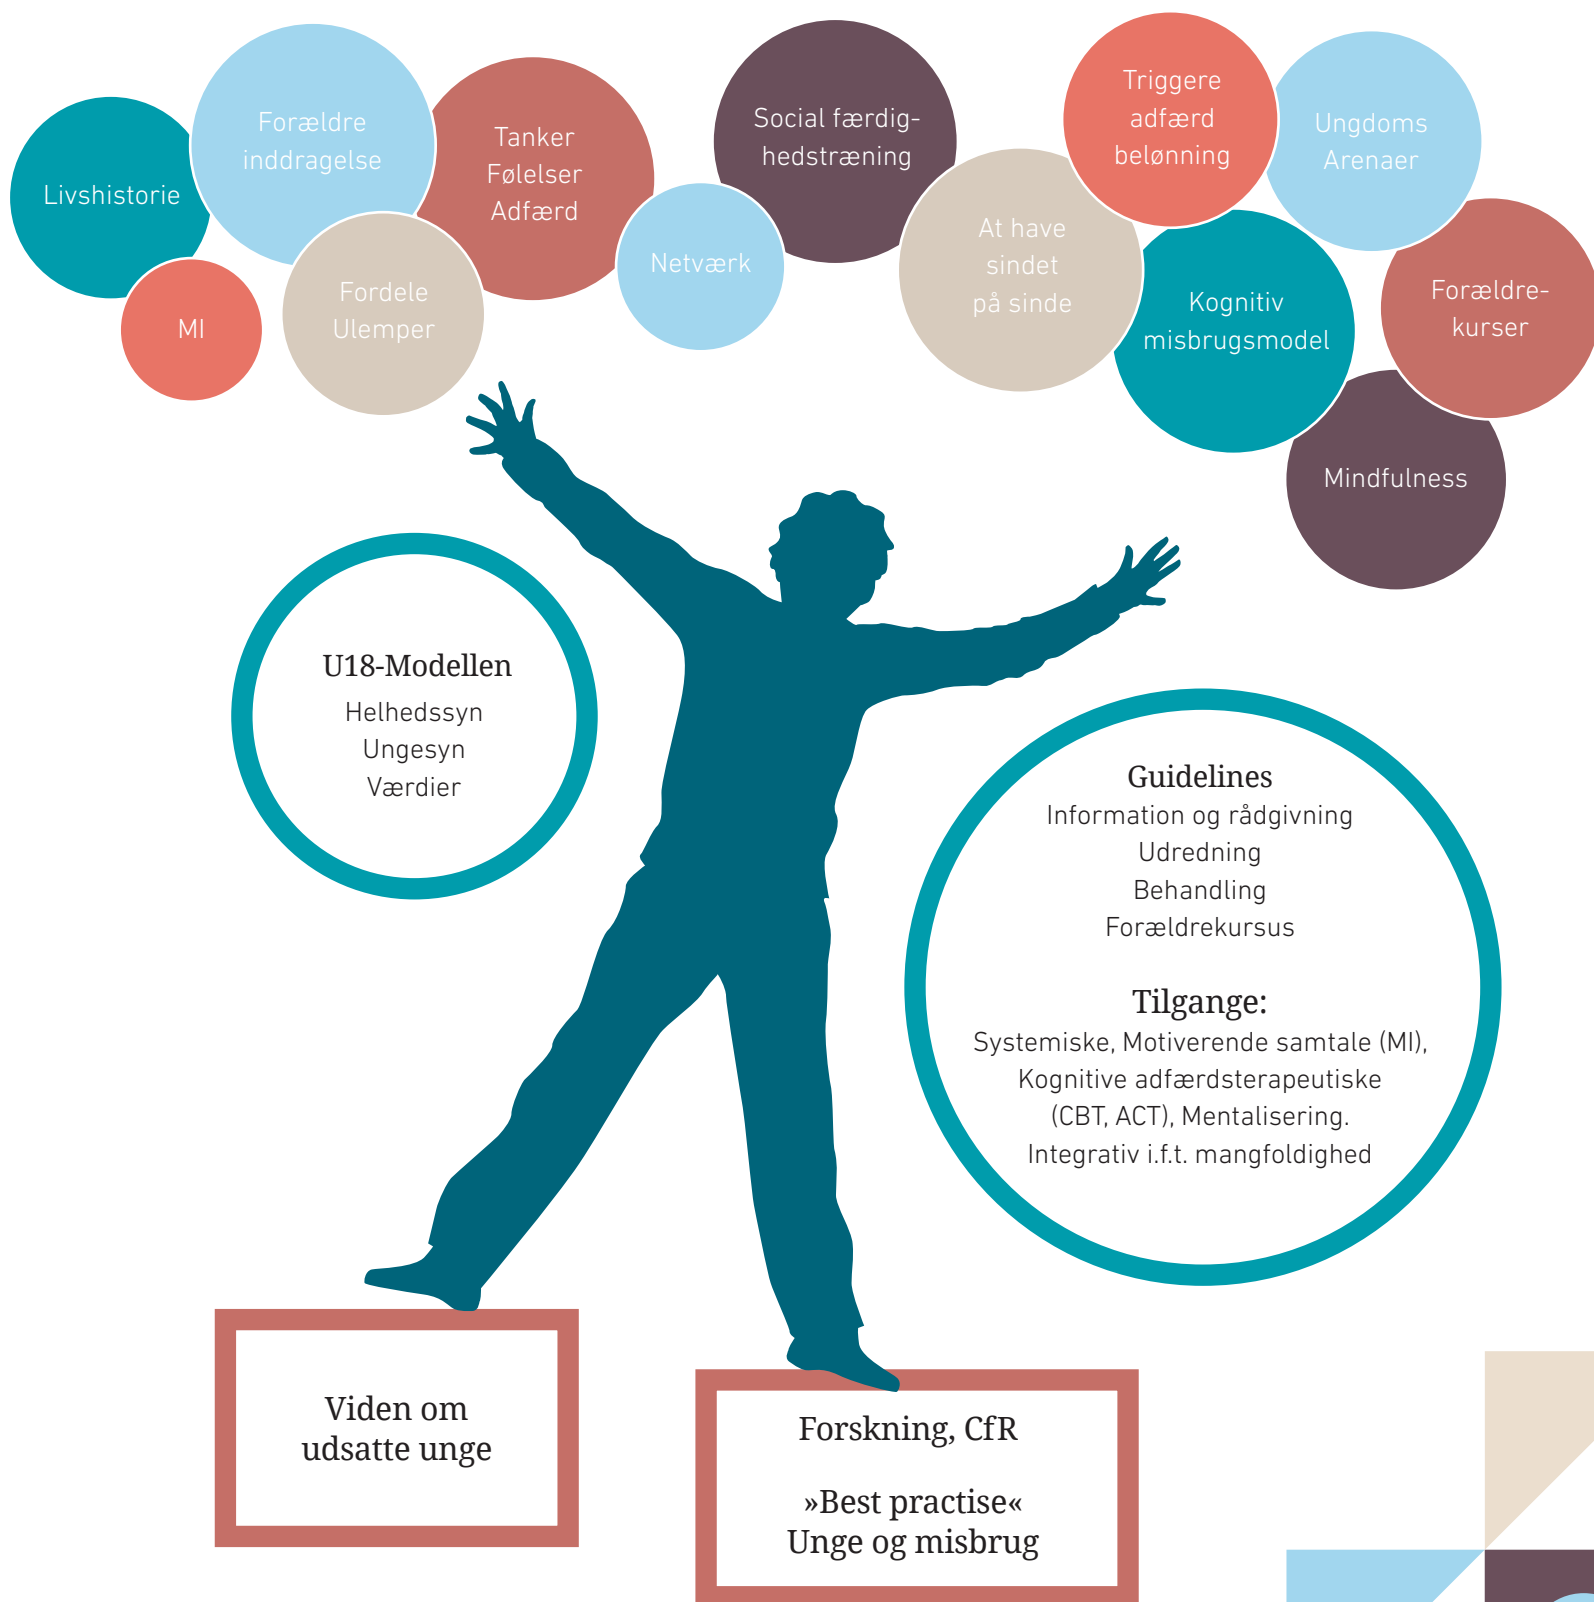 Livshistorie
Forældre
inddragelse
Tanker
Følelser
Adfærd
MI
Fordele
Ulemper
Netværk
Social færdig-
hedstræning
At have
sindet
på sinde
Triggere
adfærd
belønning
Ungdoms
Arenaer
Kognitiv
misbrugsmodel
Forældre-
kurser
Mindfulness
U18-Modellen
Helhedssyn
Ungesyn
Værdier
Guidelines
Information og rådgivning
Udredning
Behandling
Forældrekursus
Tilgange:
Systemiske, Motiverende samtale (MI),
Kognitive adfærdsterapeutiske
(CBT, ACT), Mentalisering.
Integrativ i.f.t. mangfoldighed
Viden om
udsatte unge
Forskning, CfR
»Best practise«
Unge og misbrug